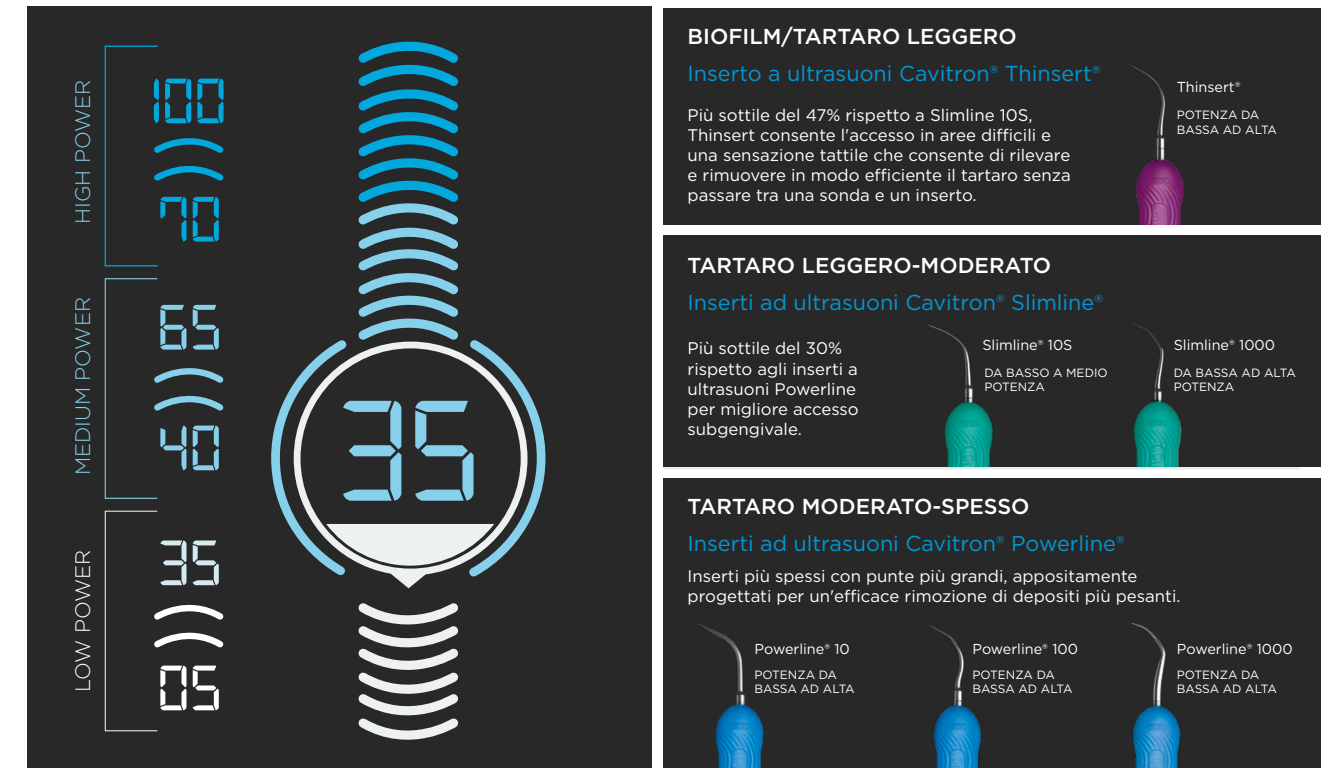 HIGH POWER
100
70
MEDIUM POWER
65
40
LOW POWER
35
05
35
BIOFILM/TARTARO LEGGERO
Inserto a ultrasuoni Cavitron® Thinsert®
Più sottile del 47% rispetto a Slimline 10S,
Thinsert consente l'accesso in aree difficili e
una sensazione tattile che consente di rilevare
e rimuovere in modo efficiente il tartaro senza
passare tra una sonda e un inserto.
Thinsert®
POTENZA DA
BASSA AD ALTA
TARTARO LEGGERO-MODERATO
Inserti ad ultrasuoni Cavitron® Slimline®
Più sottile del 30%
rispetto agli inserti a
ultrasuoni Powerline
per migliore accesso
subgengivale.
Slimline® 10S
DA BASSO A MEDIO
POTENZA
Slimline® 1000
DA BASSA AD ALTA
POTENZA
TARTARO MODERATO-SPESSO
Inserti ad ultrasuoni Cavitron® Powerline®
Inserti più spessi con punte più grandi, appositamente
progettati per un'efficace rimozione di depositi più pesanti.
Powerline® 10
POTENZA DA
BASSA AD ALTA
Powerline® 100
POTENZA DA
BASSA AD ALTA
Powerline® 1000
POTENZA DA
BASSA AD ALTA